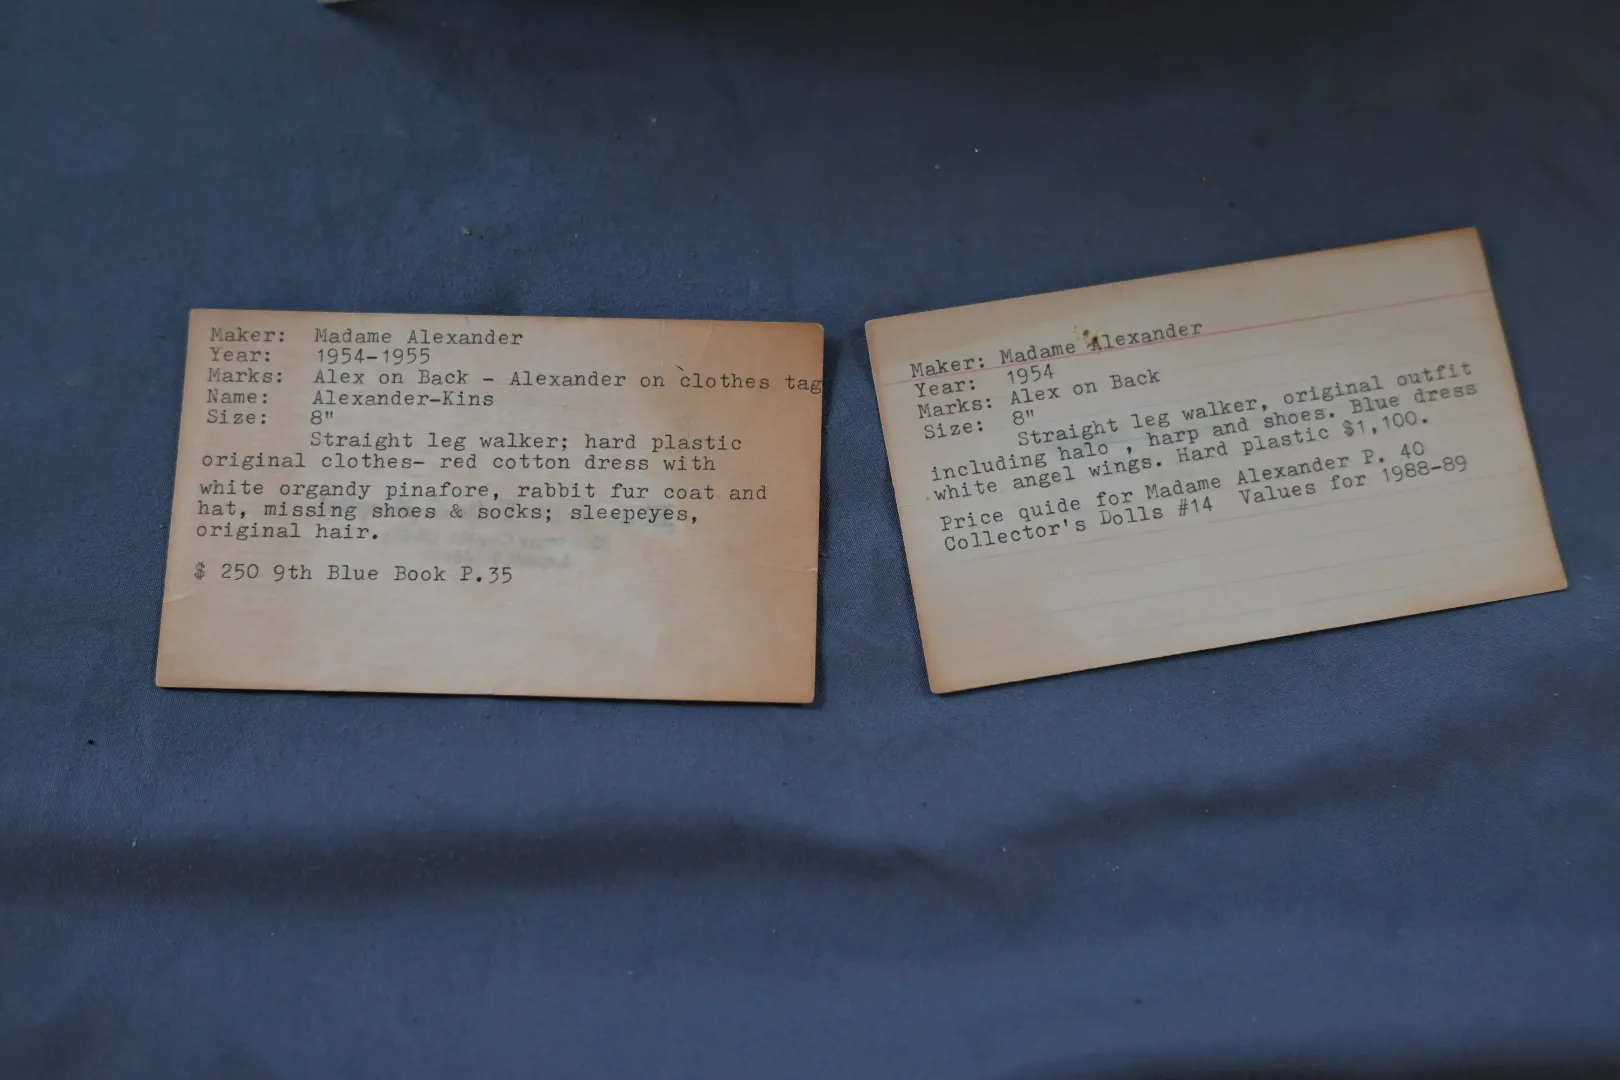 Maker: Madame Alexander
Year: 1954-1955
Marks: Alex on Back - Alexander on clothes tag
Name: Alexander-Kins
Size: 8"
Straight leg walker; hard plastic
original clothes- red cotton dress with
white organdy pinafore, rabbit fur coat and
hat, missing shoes & socks; sleepeyes,
original hair.
$ 250 9th Blue Book P.35
Maker: Madame Alexander
Year: 1954
Marks: Alex on Back
Size: 8"
Straight leg walker, original outfit
including halo , harp and shoes. Blue dress
white angel wings. Hard plastic $1,100.
Price quide for Madame Alexander P. 40
Collector's Dolls #14 Values for 1988-89